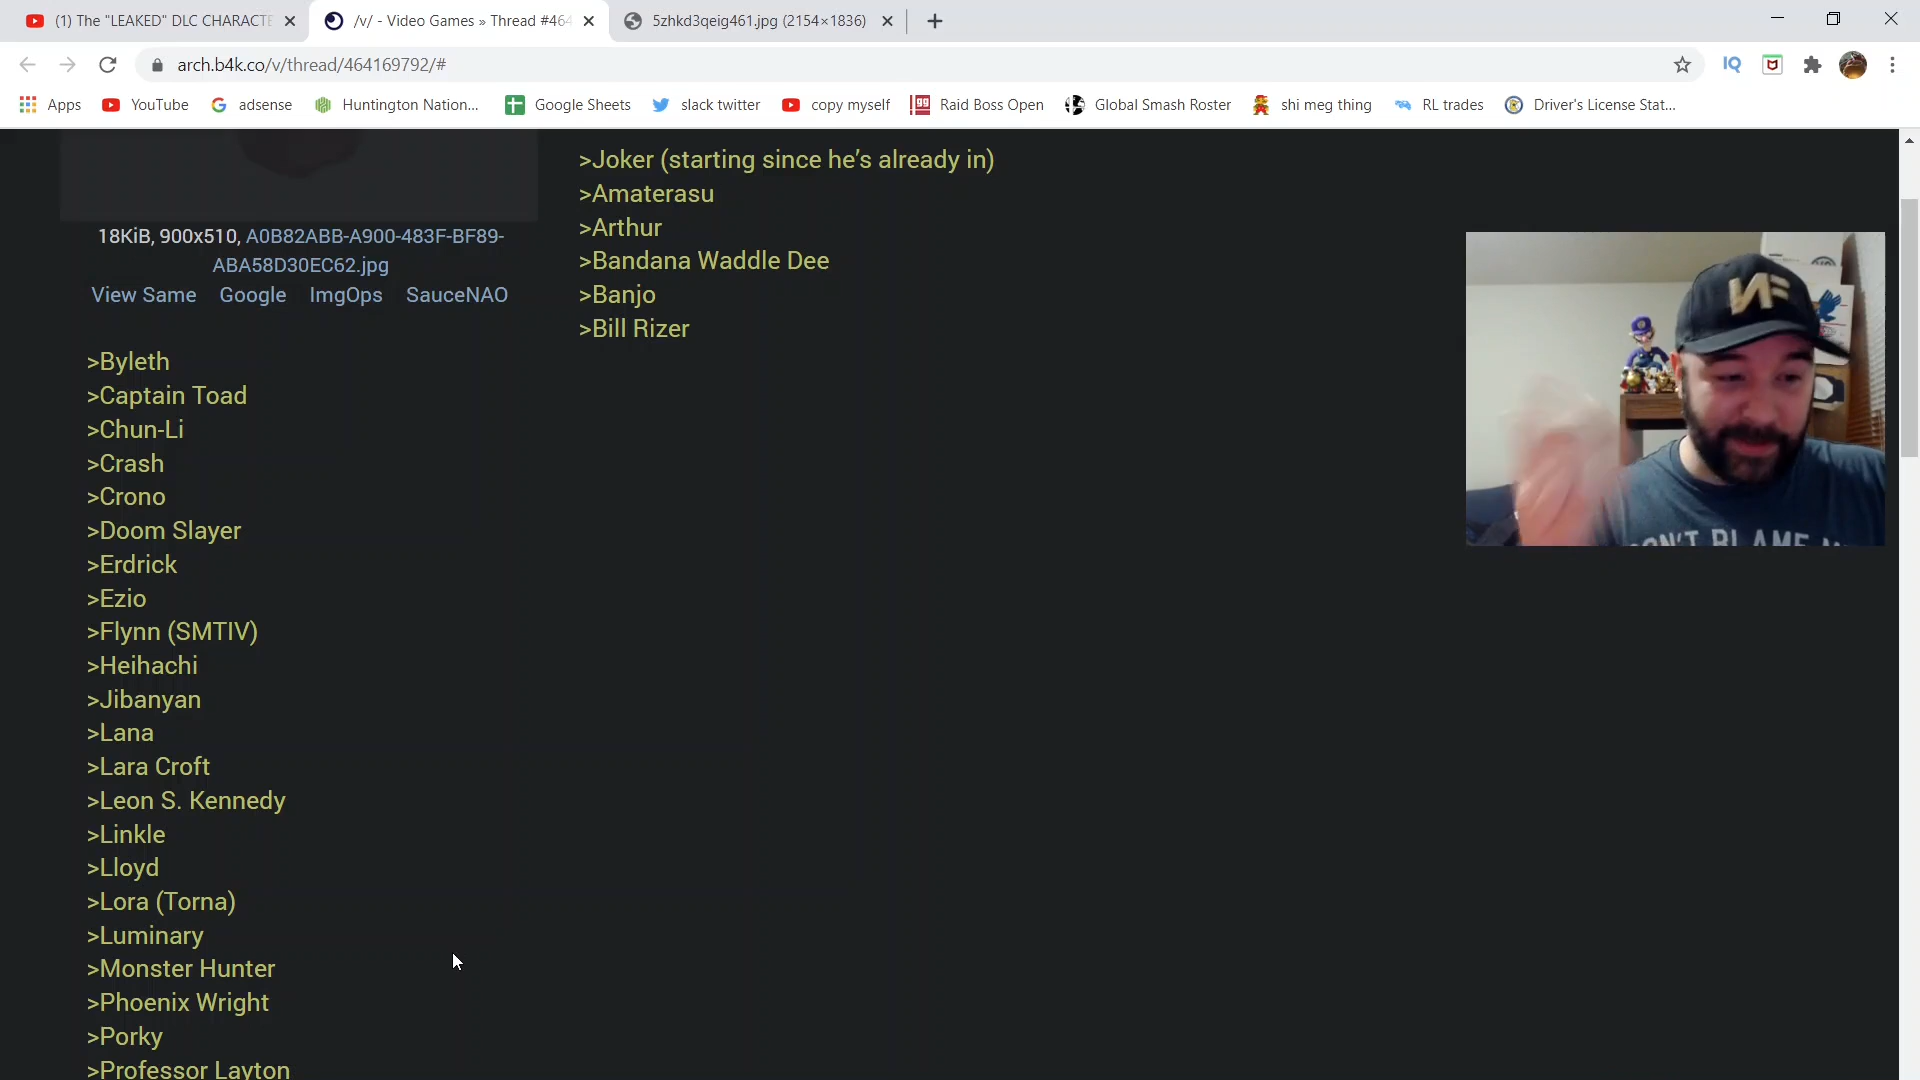 (1) The "LEAKED" DLC CHARACTE
/v/ - Video Games » Thread #464
5zhkd3qeig461.jpg (2154×1836)
arch.b4k.co/v/thread/464169792/#
IQ
Apps
YouTube
adsense
Huntington Nation...
Google Sheets
slack twitter
copy myself
gg
Raid Boss Open
Global Smash Roster
shi meg thing
RL trades
Driver's License Stat...
18KiB, 900x510, A0B82ABB-A900-483F-BF89-
ABA58D30EC62.jpg
View Same Google ImgOps SauceNAO
>Joker (starting since he's already in)
>Amaterasu
>Arthur
>Bandana Waddle Dee
>Banjo
>Bill Rizer
>Byleth
>Captain Toad
>Chun-Li
>Crash
>Crono
>Doom Slayer
>Erdrick
>Ezio
>Flynn (SMTIV)
>Heihachi
>Jibanyan
>Lana
>Lara Croft
>Leon S. Kennedy
>Linkle
>Lloyd
>Lora (Torna)
>Luminary
>Monster Hunter
>Phoenix Wright
>Porky
>Professor Layton
BLAME